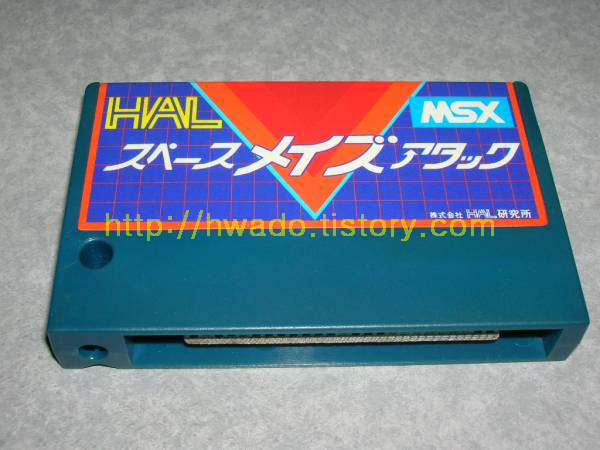 HAL MSX
スペースメイズアタック
http://hwado.tistory.com
株式会社 HAL研究所